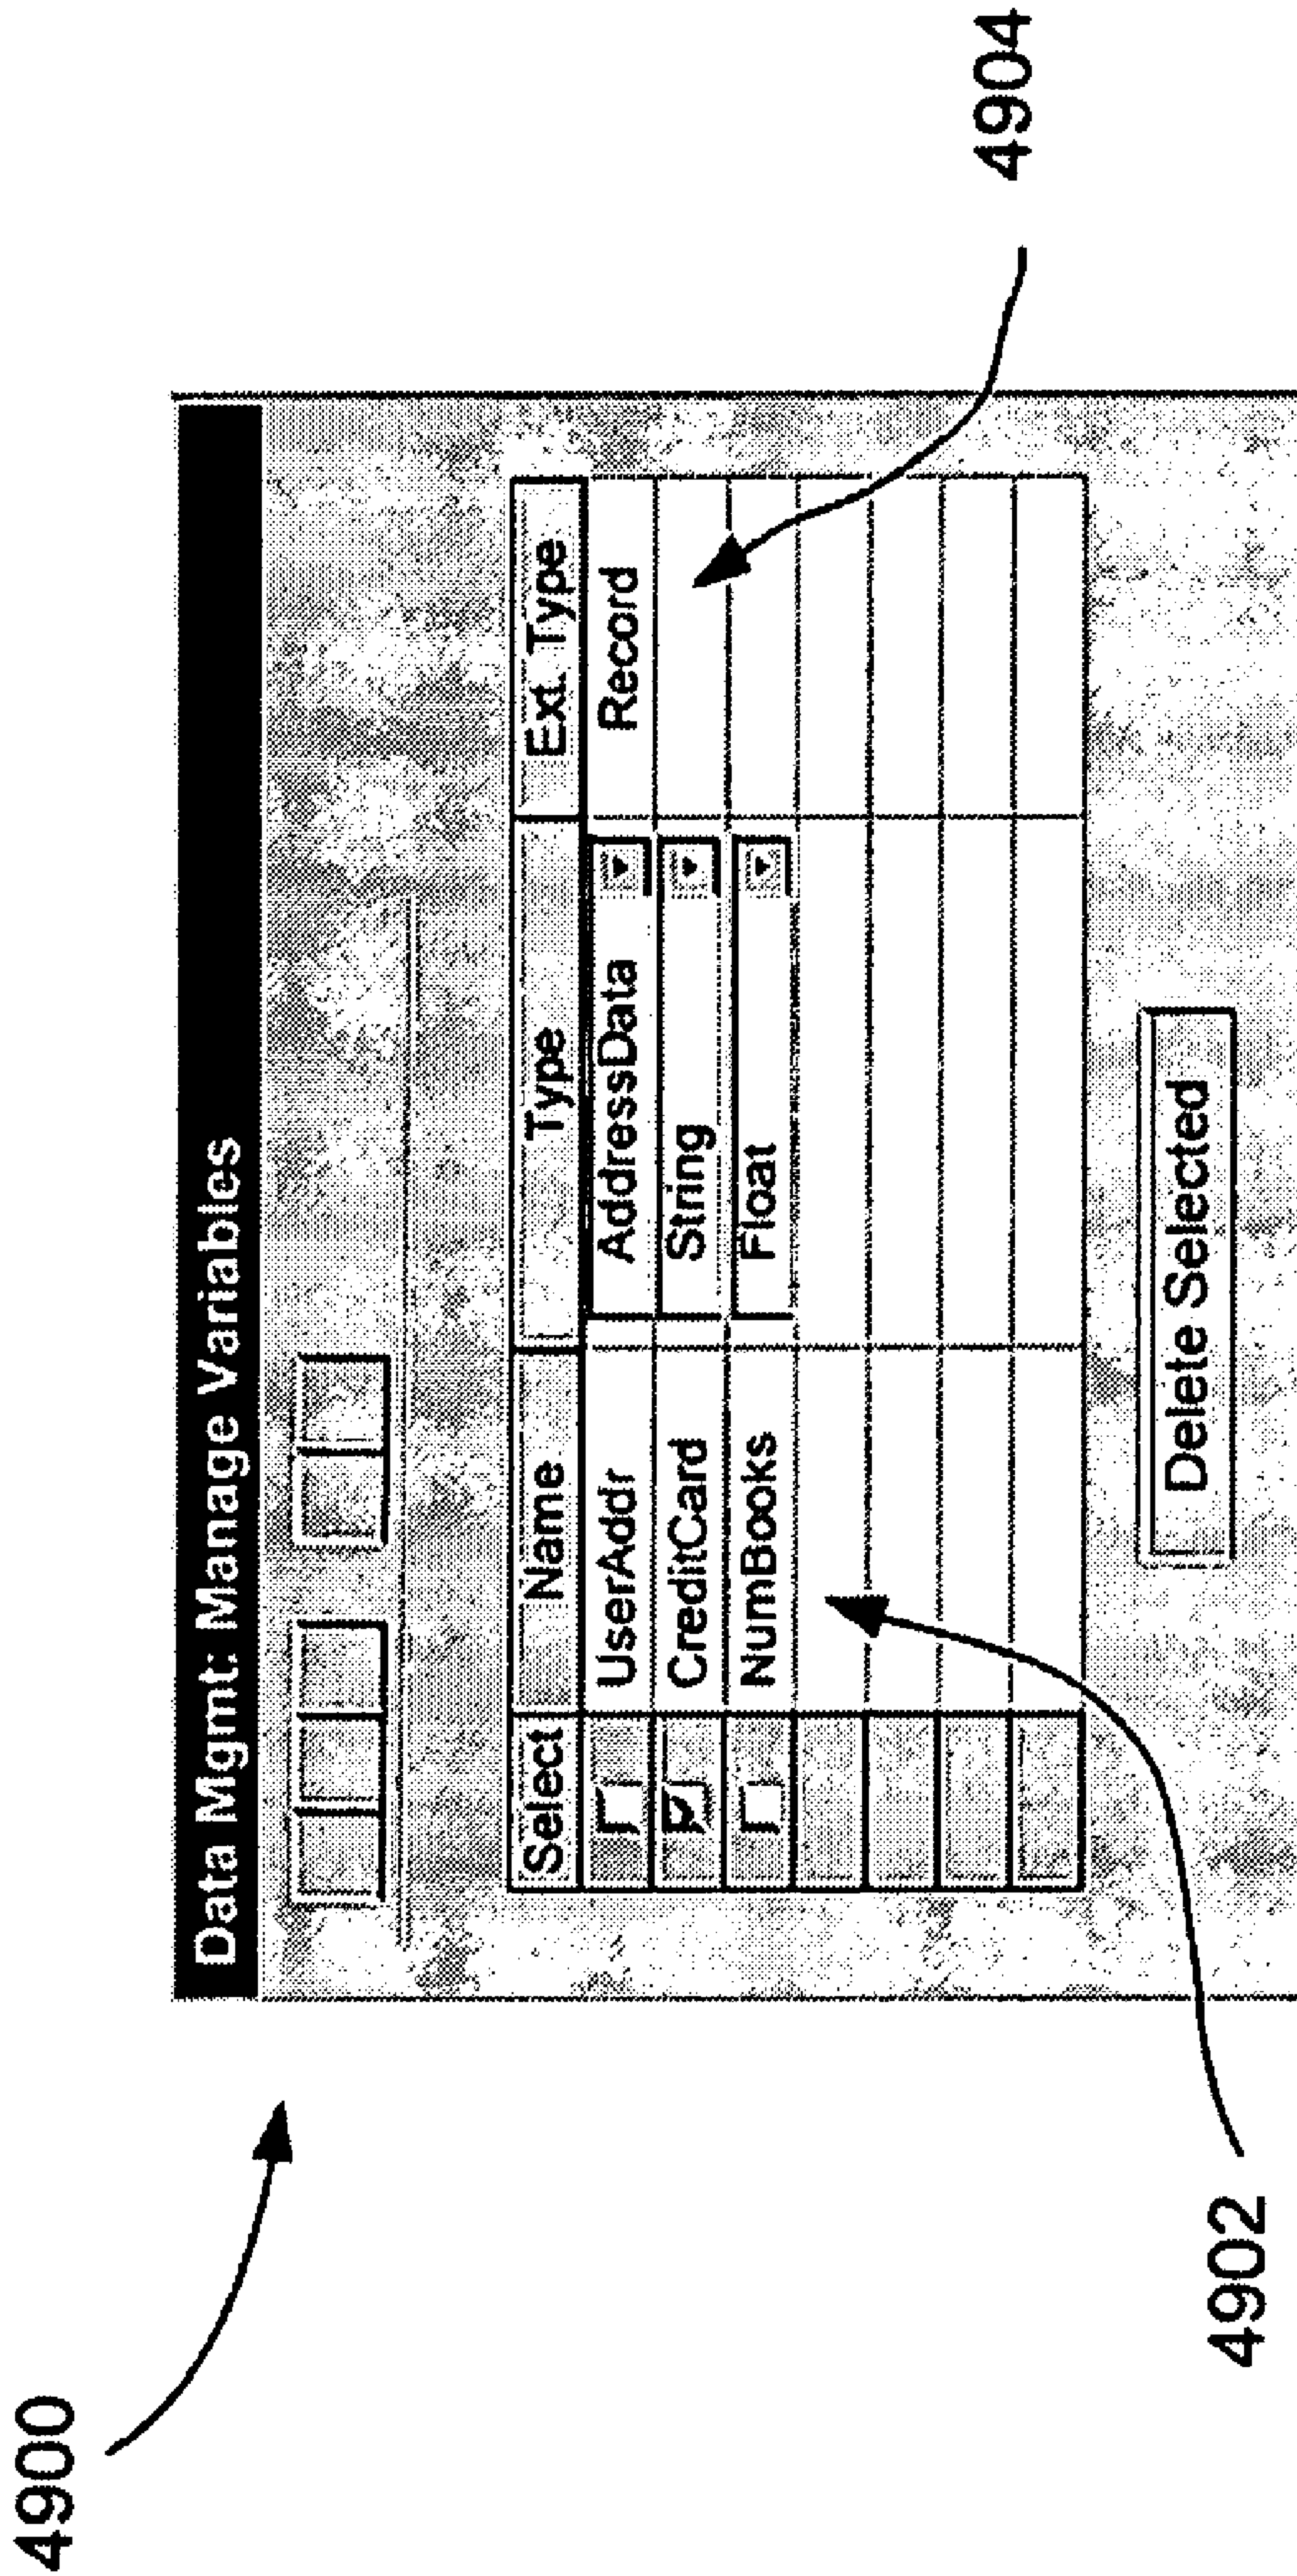 4900
Data Mgmt: Manage Variables
Select Name Type Ext. Type
UserAddr AddressData Record
CreditCard String
NumBooks Float
Delete Selected
4902
4904